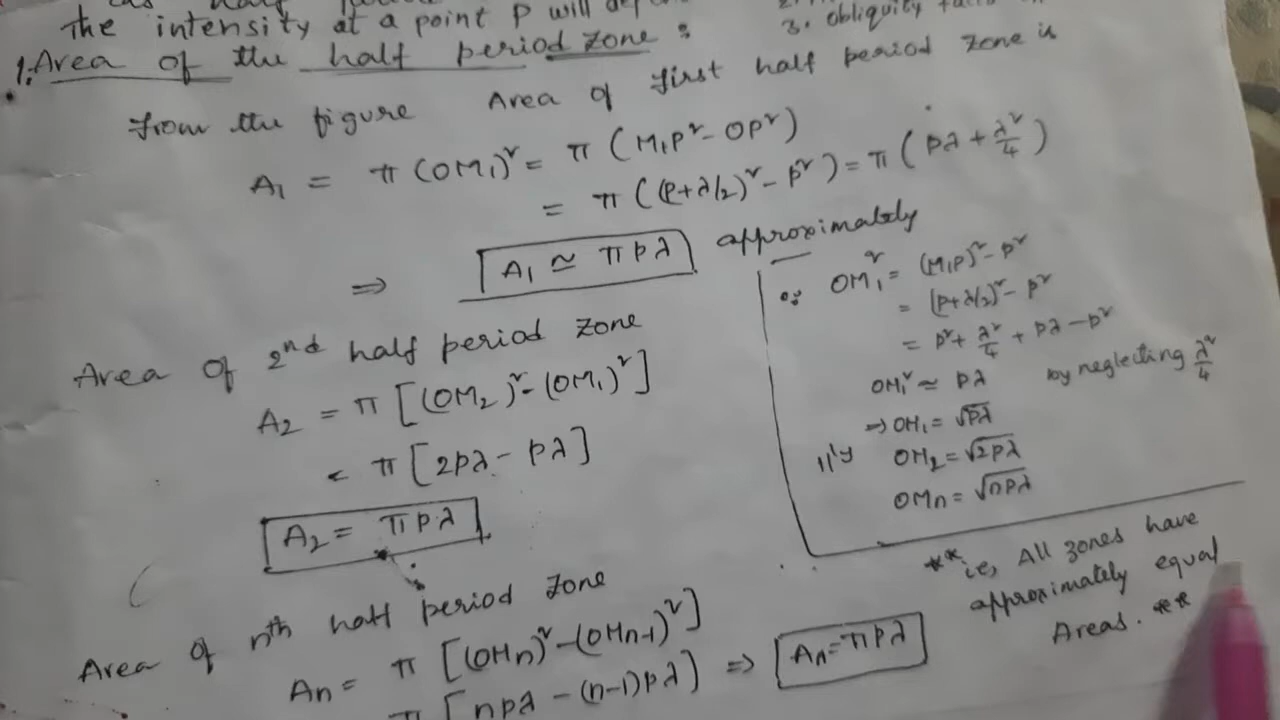 the intensity at a point P will
3. obliquity
1. Area of the half period zone :
from the figure Area of first half period zone is
A₁ = π (OM₁)² = π (M₁P² - OP²)
= π ((P+λ/2)² - P²) = π (Pλ + λ²/4)
⇒ A₁ ≃ πPλ approximately
∵ OM₁² = (M₁P)² - P²
= (P+λ/2)² - P²
= P² + λ²/4 + Pλ - P²
OM₁² ≃ Pλ by neglecting λ²/4
⇒ OM₁ = √Pλ
|||ly OM₂ = √2Pλ
OMn = √nPλ
Area of 2nd half period zone
A₂ = π [(OM₂)² - (OM₁)²]
= π [2Pλ - Pλ]
A₂ = πPλ
** ie, All zones have
approximately equal
Areas. **
Area of nth half period zone
An = π [(OMn)² - (OMn-1)²]
π [nPλ - (n-1)Pλ] ⇒ An = πPλ